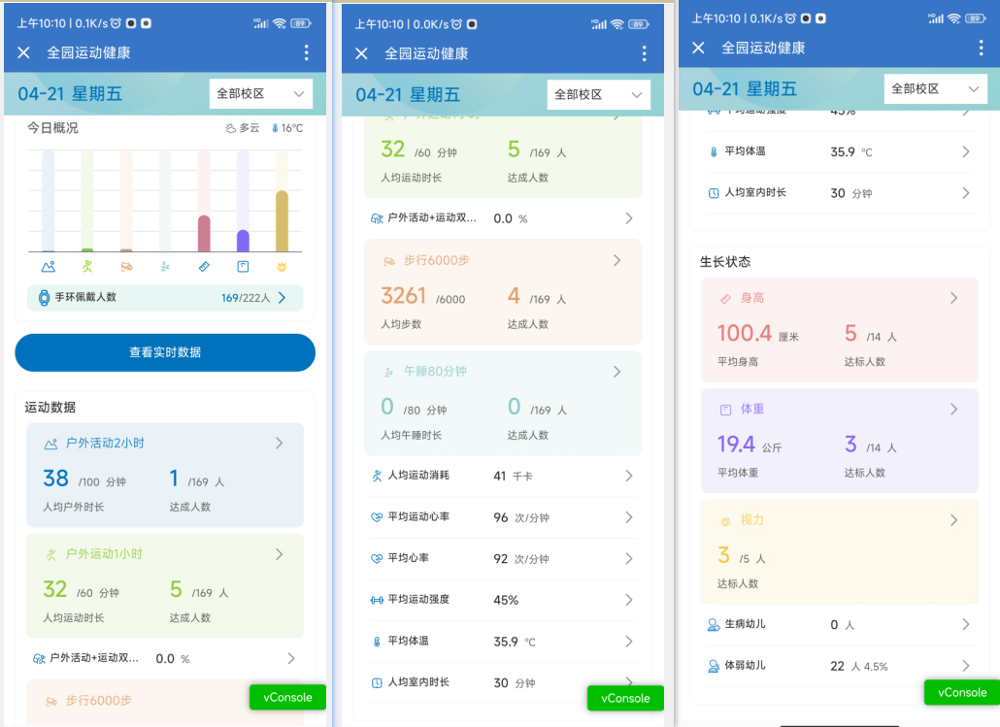 上午10:10 | 0.1K/s
HD
89
全园运动健康
04-21 星期五
全部校区
今日概况
多云
16℃
手环佩戴人数
169/222人
查看实时数据
运动数据
户外活动2小时
38 /100 分钟
1 /169 人
人均户外时长
达成人数
户外运动1小时
32 /60 分钟
5 /169 人
人均运动时长
达成人数
户外活动+运动双...
0.0 %
步行6000步
vConsole
上午10:10 | 0.0K/s
HD
89
全园运动健康
04-21 星期五
全部校区
32 /60 分钟
5 /169 人
人均运动时长
达成人数
户外活动+运动双...
0.0 %
步行6000步
3261 /6000
4 /169 人
人均步数
达成人数
午睡80分钟
0 /80 分钟
0 /169 人
人均午睡时长
达成人数
人均运动消耗
41 千卡
平均运动心率
96 次/分钟
平均心率
92 次/分钟
平均运动强度
45%
平均体温
35.9 ℃
人均室内时长
30 分钟
vConsole
上午10:10 | 0.1K/s
HD
89
全园运动健康
04-21 星期五
全部校区
平均运动强度
45%
平均体温
35.9 ℃
人均室内时长
30 分钟
生长状态
身高
100.4 厘米
5 /14 人
平均身高
达标人数
体重
19.4 公斤
3 /14 人
平均体重
达标人数
视力
3 /5 人
达标人数
生病幼儿
0 人
体弱幼儿
22 人 4.5%
vConsole